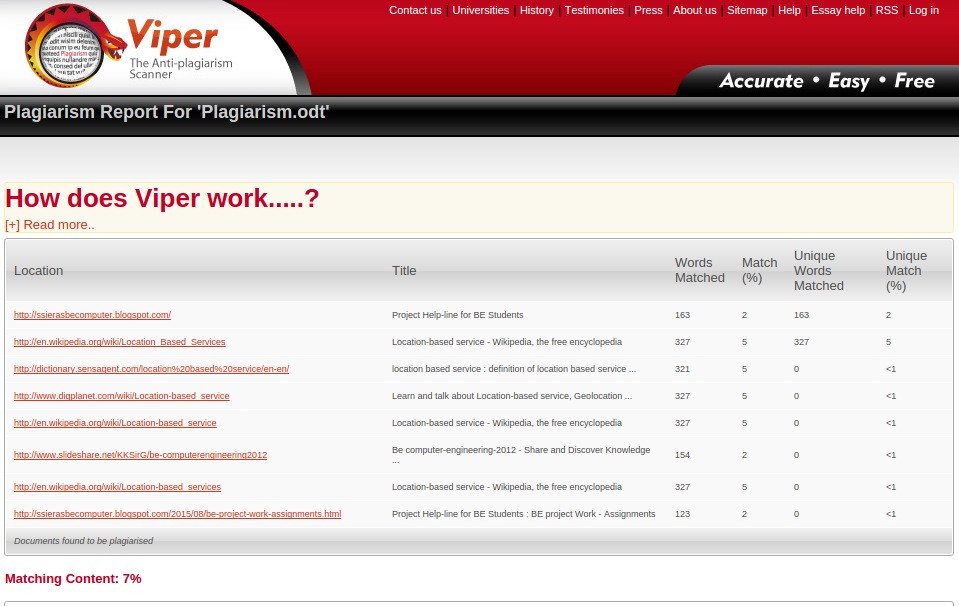 Contact us | Universities | History | Testimonies | Press | About us | Sitemap | Help | Essay help | RSS | Log in
Viper
The Anti-plagiarism
Scanner
Accurate • Easy • Free
Plagiarism Report For 'Plagiarism.odt'
How does Viper work.....?
[+] Read more..
Location Title Words Matched Match (%) Unique Words Matched Unique Match (%)
http://ssierasbecomputer.blogspot.com/ Project Help-line for BE Students 163 2 163 2
http://en.wikipedia.org/wiki/Location_Based_Services Location-based service - Wikipedia, the free encyclopedia 327 5 327 5
http://dictionary.sensagent.com/location%20based%20service/en-en/ location based service : definition of location based service ... 321 5 0 <1
http://www.digplanet.com/wiki/Location-based_service Learn and talk about Location-based service, Geolocation ... 327 5 0 <1
http://en.wikipedia.org/wiki/Location-based_service Location-based service - Wikipedia, the free encyclopedia 327 5 0 <1
http://www.slideshare.net/KKSirG/be-computerengineering2012 Be computer-engineering-2012 - Share and Discover Knowledge ... 154 2 0 <1
http://en.wikipedia.org/wiki/Location-based_services Location-based service - Wikipedia, the free encyclopedia 327 5 0 <1
http://ssierasbecomputer.blogspot.com/2015/08/be-project-work-assignments.html Project Help-line for BE Students : BE project Work - Assignments 123 2 0 <1
Documents found to be plagiarised
Matching Content: 7%